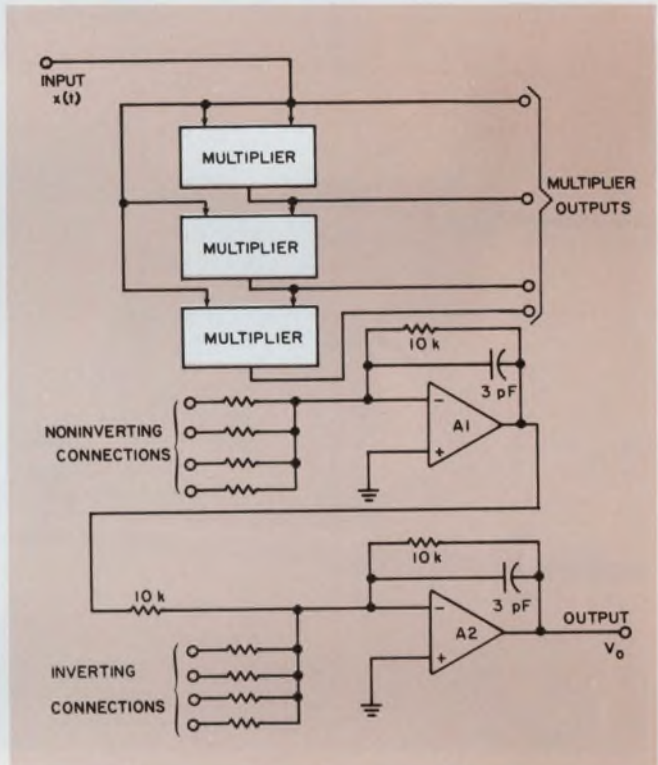 INPUT
x(t)
MULTIPLIER
MULTIPLIER
OUTPUTS
MULTIPLIER
MULTIPLIER
10 k
3 pF
NONINVERTING
CONNECTIONS
−
A1
+
10 k
10 k
3 pF
INVERTING
CONNECTIONS
−
A2
+
OUTPUT
Vo